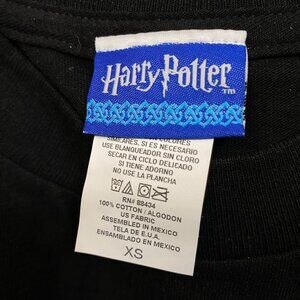 Harry Potter
TM
SIMILARES, SI ES NECESARIO
USE BLANQUEADOR SIN CLORO
SECAR EN CICLO DELICADO
SI TIENE ADORNO
NO USE LA PLANCHA
RN# 88434
100% COTTON / ALGODON
US FABRIC
ASSEMBLED IN MEXICO
TELA DE E.U.A.
ENSAMBLADO EN MEXICO
XS